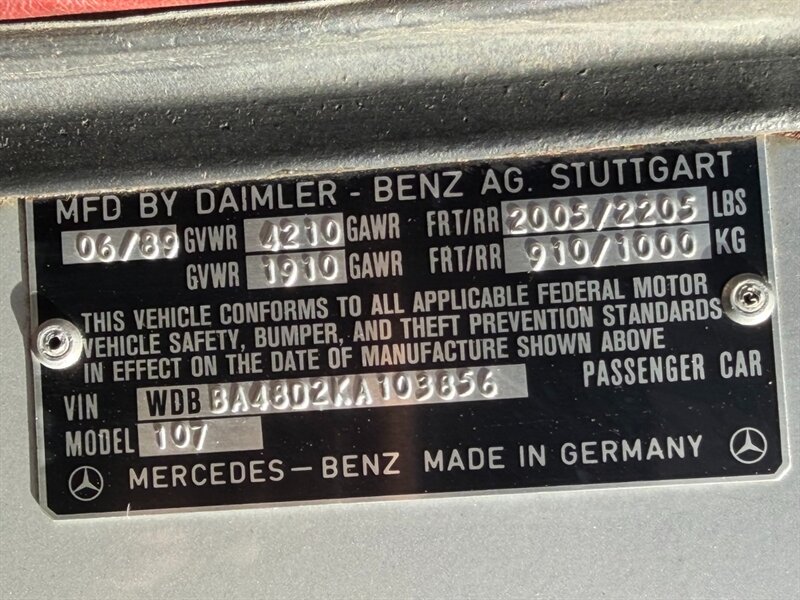 MFD BY DAIMLER - BENZ AG. STUTTGART
06/89 GVWR 4210 GAWR FRT/RR 2005/2205 LBS
GVWR 1910 GAWR FRT/RR 910/1000 KG
THIS VEHICLE CONFORMS TO ALL APPLICABLE FEDERAL MOTOR
VEHICLE SAFETY, BUMPER, AND THEFT PREVENTION STANDARDS
IN EFFECT ON THE DATE OF MANUFACTURE SHOWN ABOVE
VIN WDB BA48D2KA103856 PASSENGER CAR
MODEL 107
MERCEDES - BENZ MADE IN GERMANY